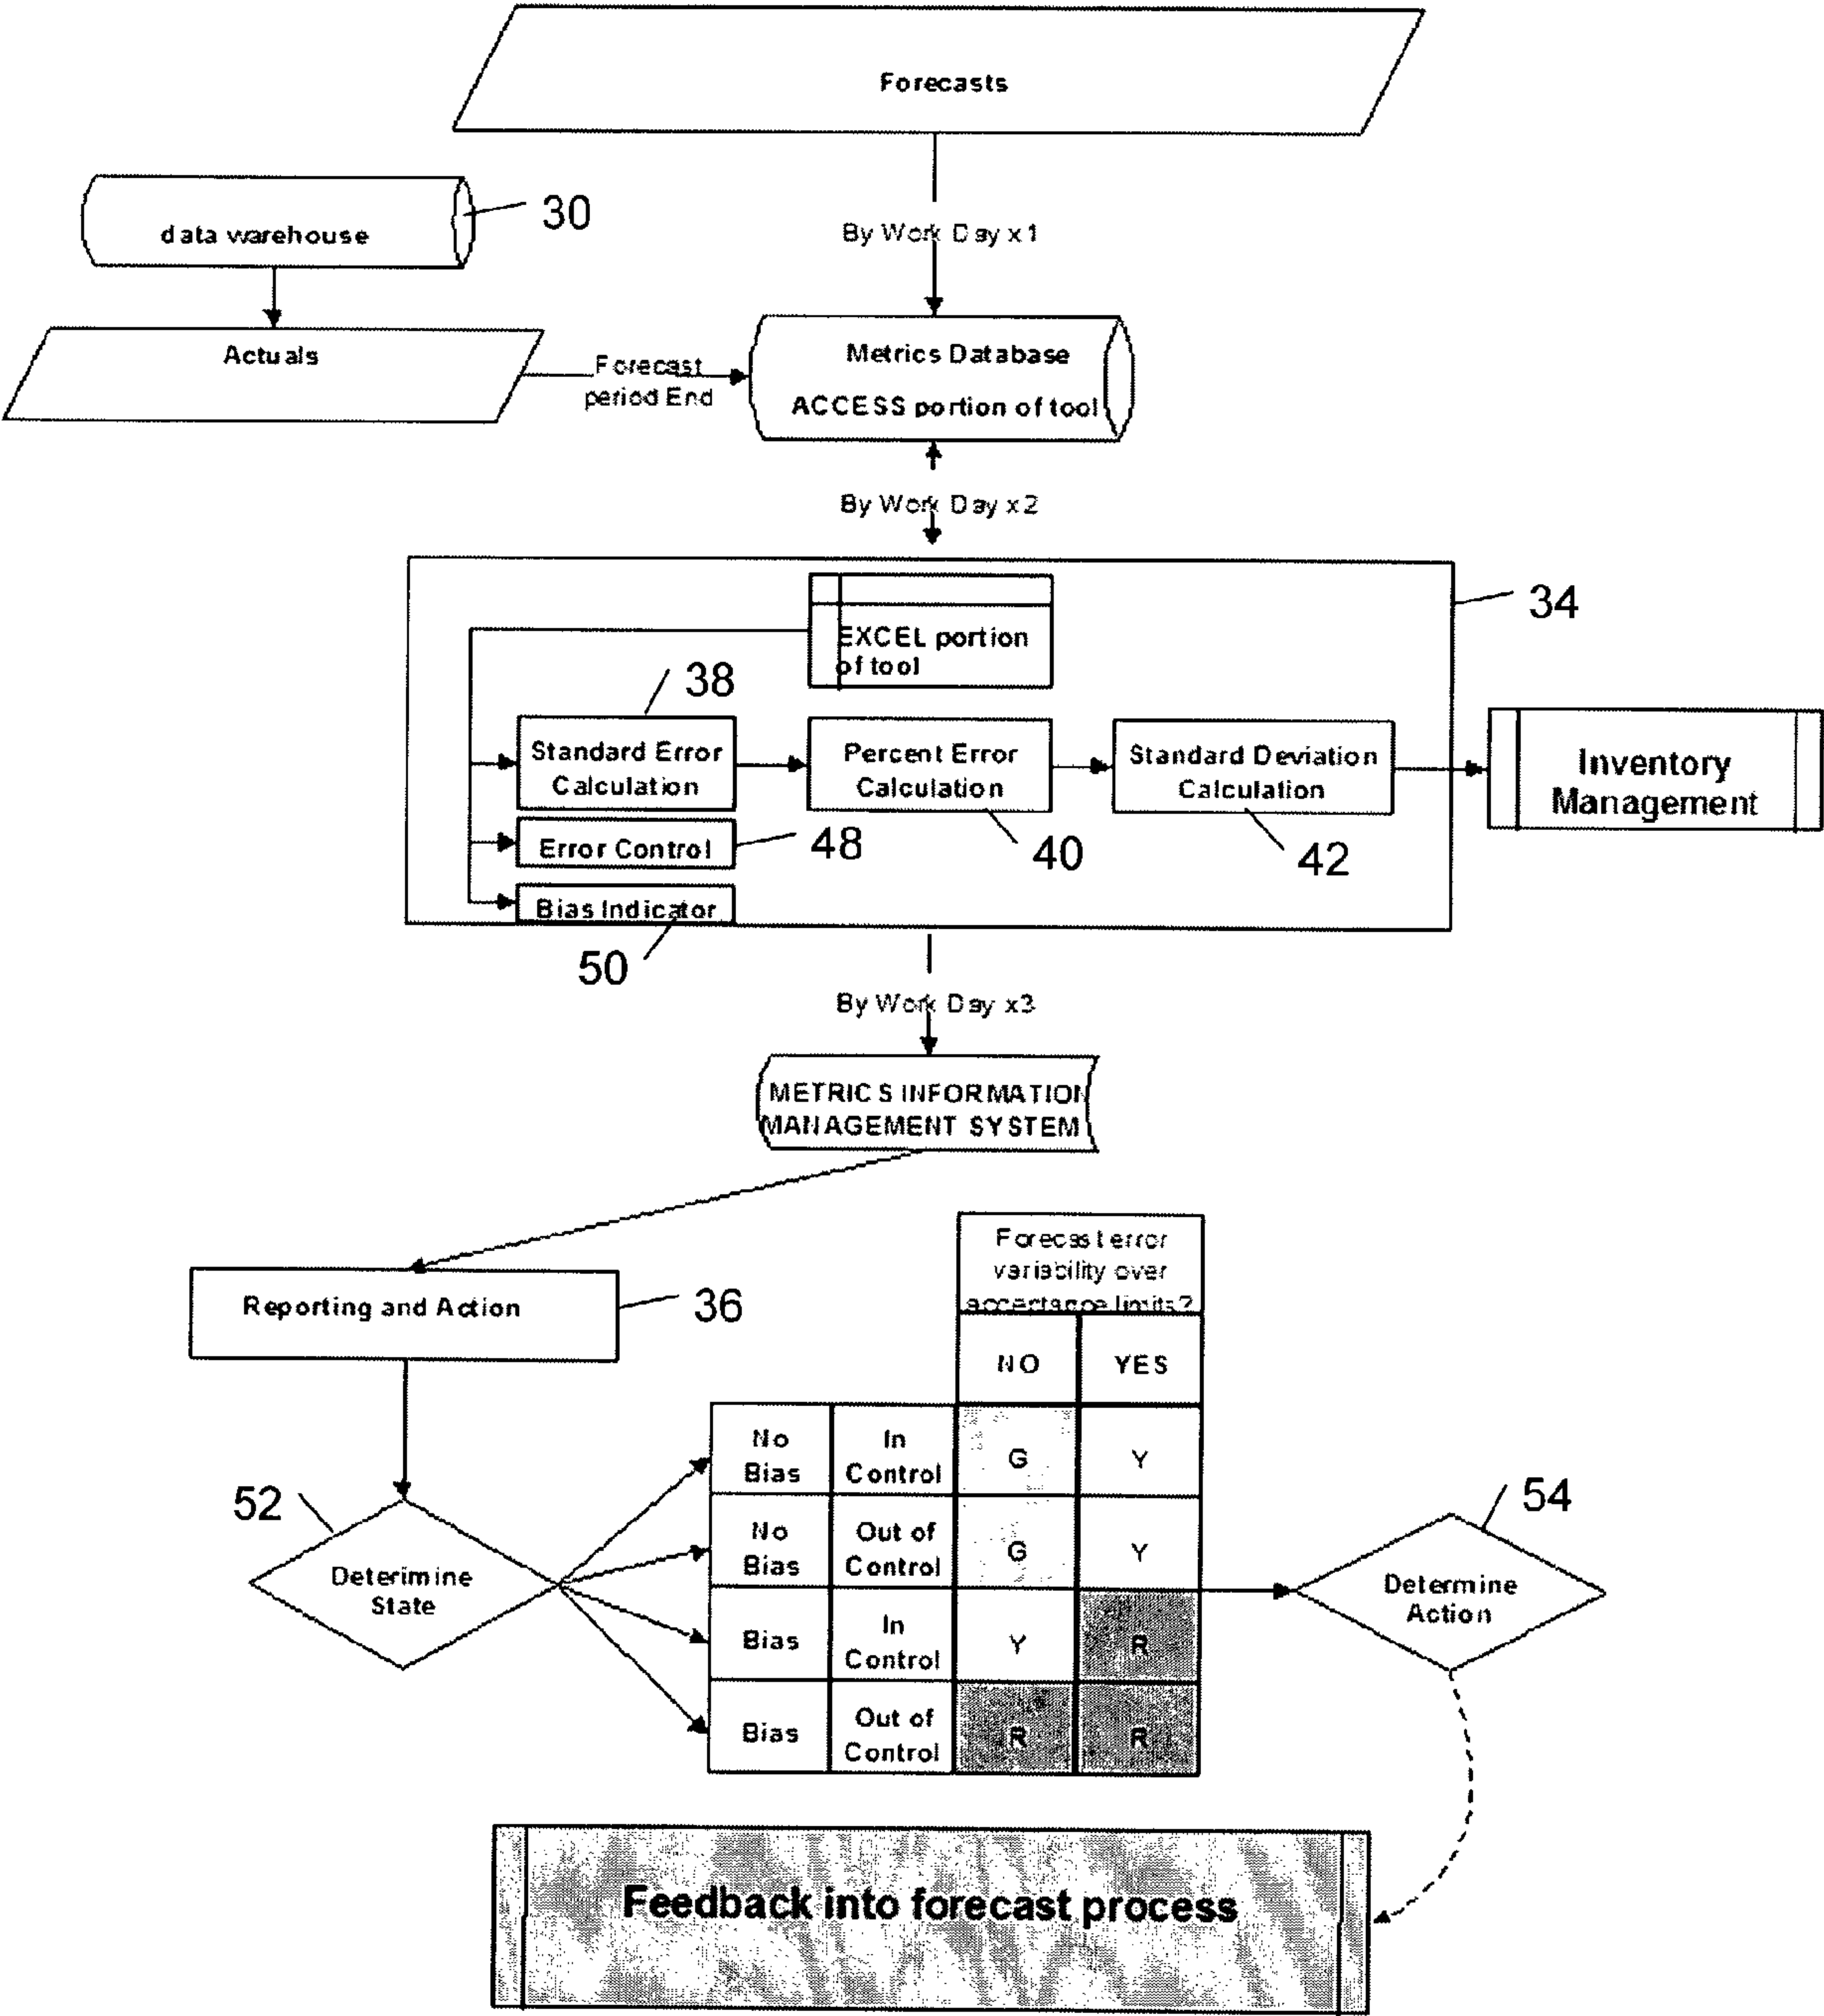 Forecasts
30
data warehouse
By Work Day x1
Actuals
Forecast
period End
Metrics Database
ACCESS portion of tool
By Work Day x2
34
EXCEL portion
of tool
38
Standard Error
Calculation
Percent Error
Calculation
Standard Deviation
Calculation
Inventory
Management
Error Control
48
40
42
Bias Indicator
50
By Work Day x3
METRICS INFORMATION
MANAGEMENT SYSTEM
Forecast error
variability over
acceptance limits?
Reporting and Action
36
NO YES
No
Bias
In
Control
G Y
52
No
Bias
Out of
Control
G Y
54
Deterimine
State
Determine
Action
Bias
In
Control
Y R
Bias
Out of
Control
R R
Feedback into forecast process